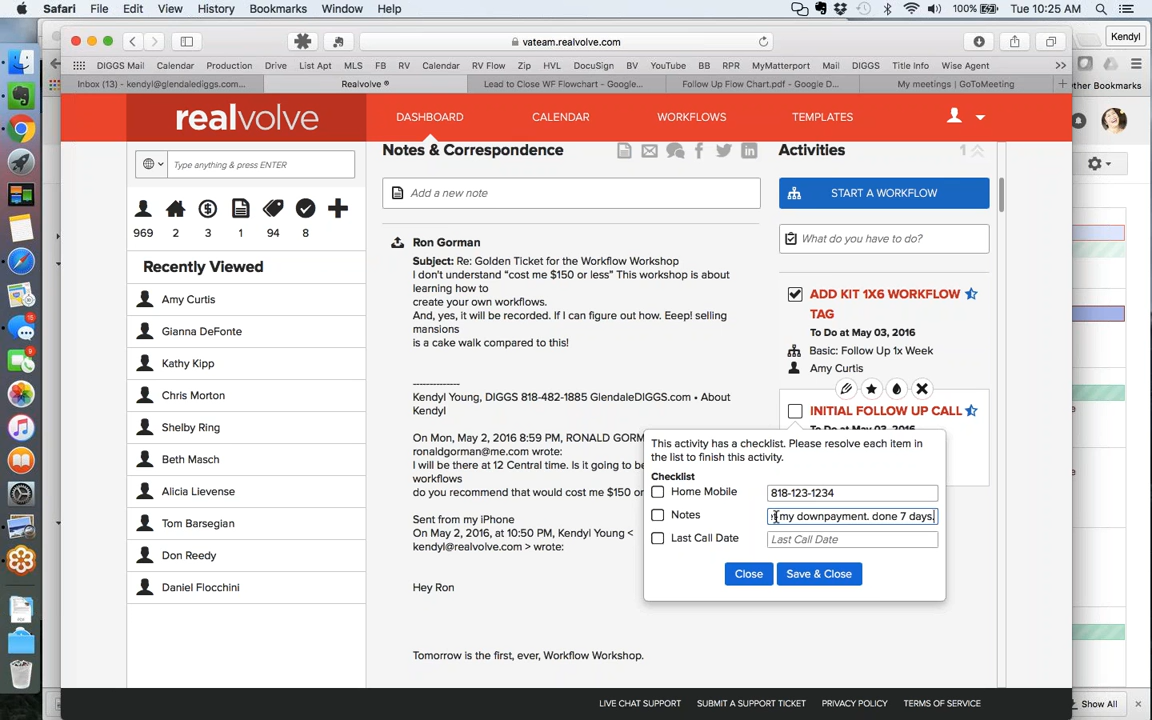 Safari File Edit View History Bookmarks Window Help
100% Tue 10:25 AM
vateam.realvolve.com
Kendyl
DIGGS Mail Calendar Production Drive List Apt MLS FB RV Calendar RV Flow Zip HVL DocuSign BV YouTube BB RPR MyMatterport Mail DIGGS Title Info Wise Agent >>
Inbox (13) - kendyl@glendaledigg​s.com...
Realvolve ®
Lead to Close WF Flowchart - Google...
Follow Up Flow Chart.pdf - Google D...
My meetings | GoToMeeting
ther Bookmarks
realvolve
DASHBOARD CALENDAR WORKFLOWS TEMPLATES
Type anything & press ENTER
969 2 3 1 94 8
Recently Viewed
Amy Curtis
Gianna DeFonte
Kathy Kipp
Chris Morton
Shelby Ring
Beth Masch
Alicia Lievense
Tom Barsegian
Don Reedy
Daniel Flocchini
Notes & Correspondence
Add a new note
Ron Gorman
Subject: Re: Golden Ticket for the Workflow Workshop
I don't understand “cost me $150 or less” This workshop is about
learning how to
create your own workflows.
And, yes, it will be recorded. If I can figure out how. Eeep! selling
mansions
is a cake walk compared to this!
--------------
Kendyl Young, DIGGS 818-482-1885 GlendaleDIGGS.com • About
Kendyl
On Mon, May 2, 2016 8:59 PM, RONALD GORM
ronaldgorman@me.com wrote:
I will be there at 12 Central time. Is it going to be
workflows
do you recommend that would cost me $150 or
Sent from my iPhone
On May 2, 2016, at 10:50 PM, Kendyl Young <
kendyl@realvolve.com > wrote:
Hey Ron
Tomorrow is the first, ever, Workflow Workshop.
Activities
1
START A WORKFLOW
What do you have to do?
ADD KIT 1X6 WORKFLOW
TAG
To Do at May 03, 2016
Basic: Follow Up 1x Week
Amy Curtis
INITIAL FOLLOW UP CALL
To Do at May 03, 2016
This activity has a checklist. Please resolve each item in
the list to finish this activity.
Checklist
Home Mobile 818-123-1234
Notes my downpayment. done 7 days.
Last Call Date Last Call Date
Close Save & Close
LIVE CHAT SUPPORT SUBMIT A SUPPORT TICKET PRIVACY POLICY TERMS OF SERVICE
Show All